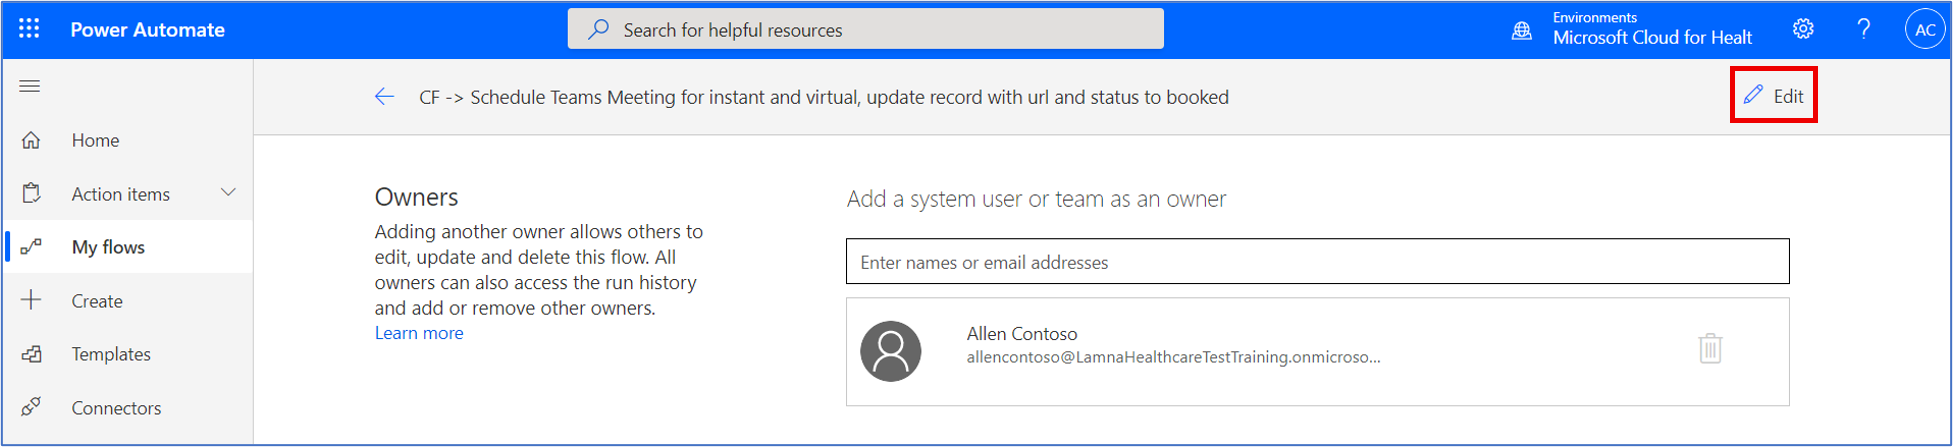 Power Automate
Search for helpful resources
Environments
Microsoft Cloud for Healt
?
AC
CF -> Schedule Teams Meeting for instant and virtual, update record with url and status to booked
Edit
Home
Action items
My flows
Create
Templates
Connectors
Owners
Adding another owner allows others to
edit, update and delete this flow. All
owners can also access the run history
and add or remove other owners.
Learn more
Add a system user or team as an owner
Enter names or email addresses
Allen Contoso
allencontoso@LamnaHealthcareTestTraining.onmicroso...